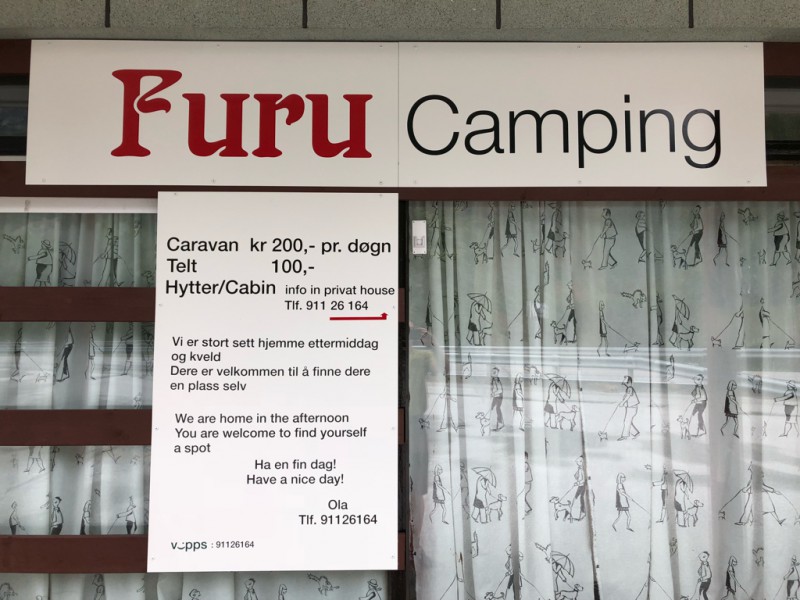 Furu Camping
Caravan kr 200,- pr. døgn
Telt 100,-
Hytter/Cabin info in privat house
Tlf. 911 26 164
Vi er stort sett hjemme ettermiddag
og kveld
Dere er velkommen til å finne dere
en plass selv
We are home in the afternoon
You are welcome to find yourself
a spot
Ha en fin dag!
Have a nice day!
Ola
Tlf. 91126164
vipps : 91126164